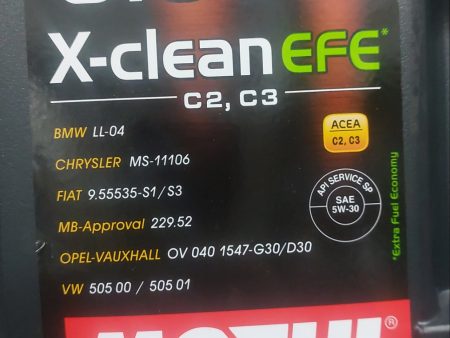 X-clean EFE*
C2, C3
BMW LL-04
CHRYSLER MS-11106
FIAT 9.55535-S1/S3
MB-Approval 229.52
OPEL-VAUXHALL OV 040 1547-G30/D30
VW 505 00 / 505 01
ACEA
C2, C3
API SERVICE SP
SAE
5W-30
*Extra Fuel Economy
MOTUL